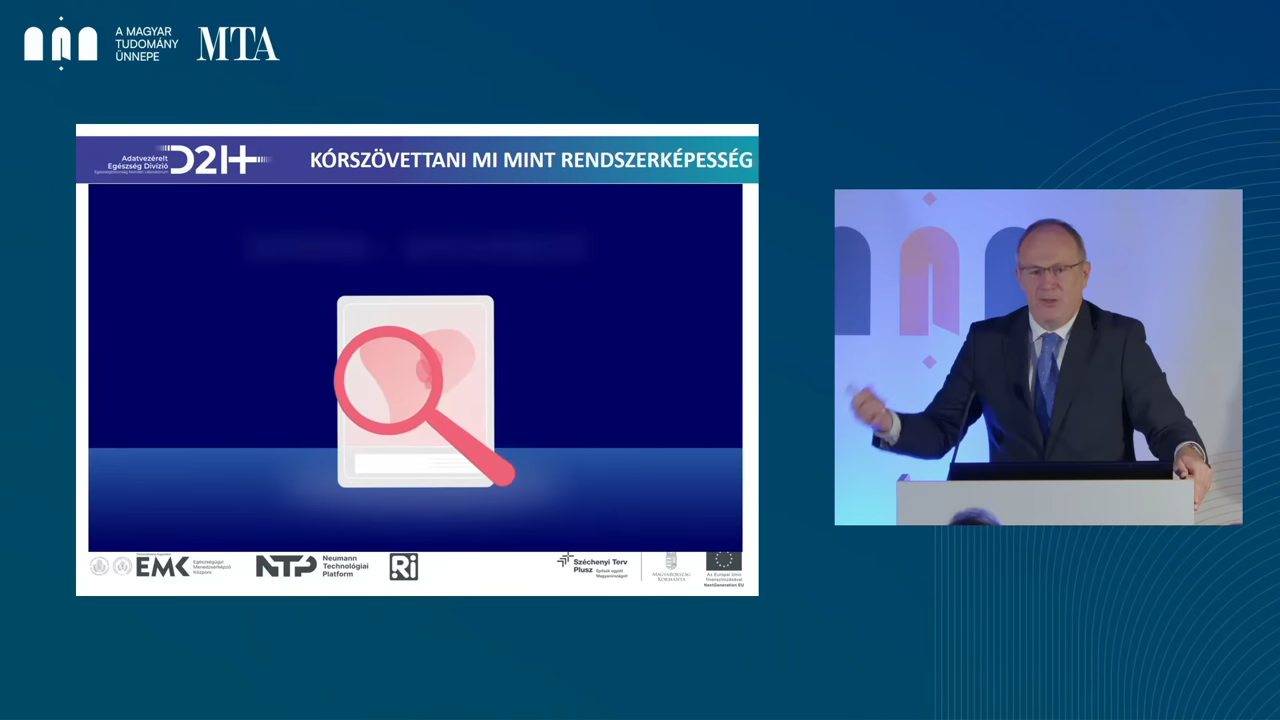 A MAGYAR
TUDOMÁNY
ÜNNEPE
MTA
Adatvezérelt
Egészség Divízió
D2H
KÓRSZÖVETTANI MI MINT RENDSZERKÉPESSÉG
EMK
Egészségügyi
Menedzserképző
Központ
NTP
Neumann
Technológiai
Platform
Ri
Széchenyi Terv
Plusz
MAGYARORSZÁG
KORMÁNYA
Az Európai Unió
finanszírozásával
NextGeneration EU